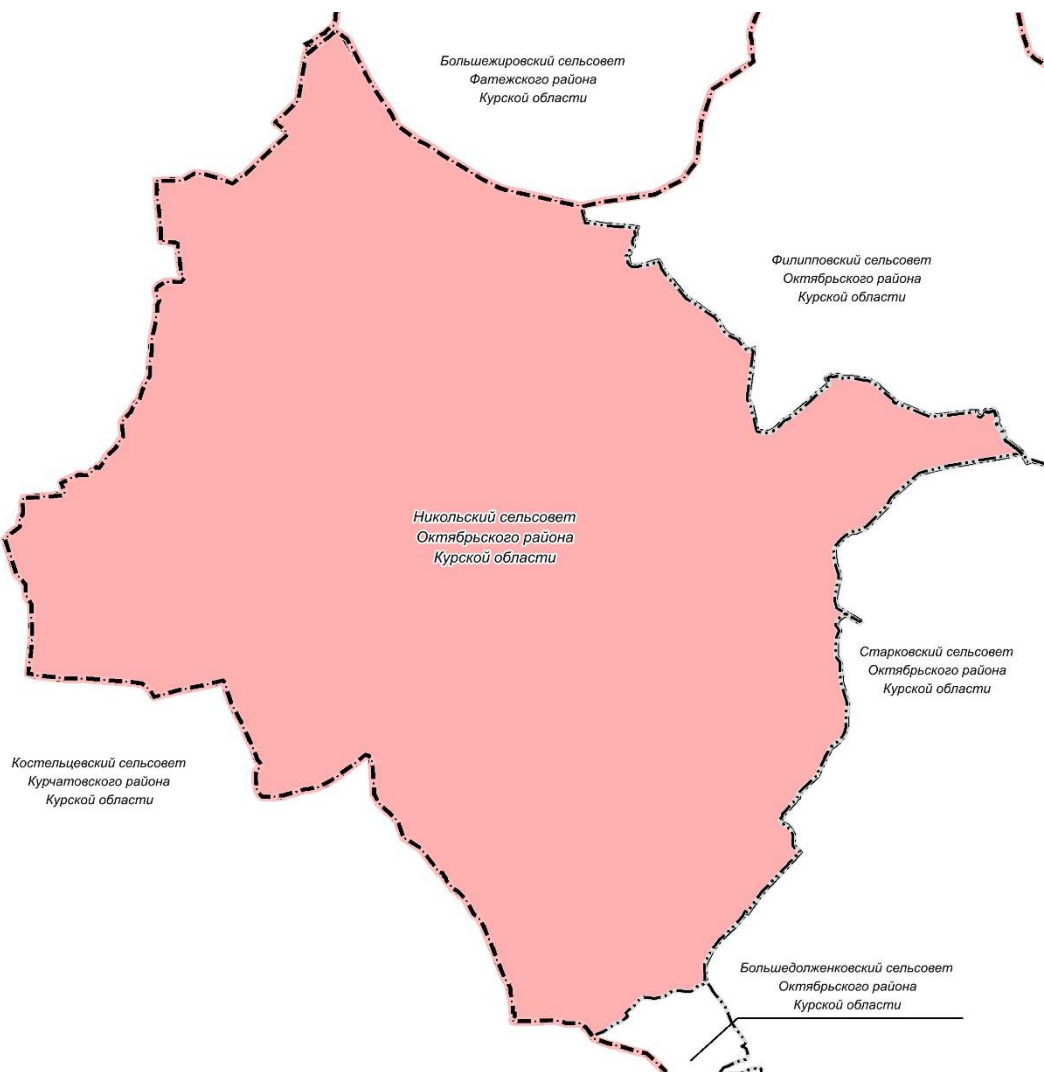 Большежировский сельсовет
Фатежского района
Курской области
Филипповский сельсовет
Октябрьского района
Курской области
Никольский сельсовет
Октябрьского района
Курской области
Старковский сельсовет
Октябрьского района
Курской области
Костельцевский сельсовет
Курчатовского района
Курской области
Большедолженковский сельсовет
Октябрьского района
Курской области